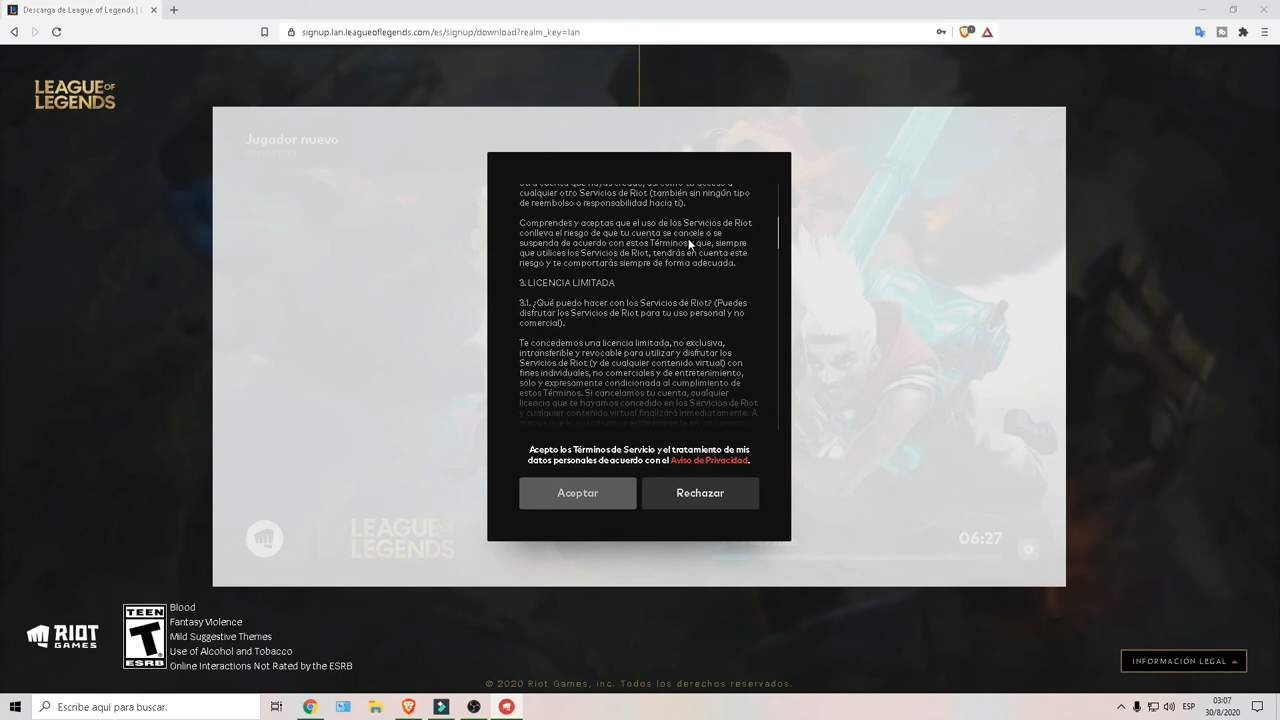 Descarga de League of Legends | L
signup.lan.leagueoflegends.com/es/signup/download?realm_key=lan
LEAGUE OF
LEGENDS
Jugador nuevo
otra cuenta que hayas creado, así como tu acceso a
cualquier otro Servicios de Riot (también sin ningún tipo
de reembolso o responsabilidad hacia ti).
Comprendes y aceptas que el uso de los Servicios de Riot
conlleva el riesgo de que tu cuenta se cancele o se
suspenda de acuerdo con estos Términos que, siempre
que utilices los Servicios de Riot, tendrás en cuenta este
riesgo y te comportarás siempre de forma adecuada.
3. LICENCIA LIMITADA
3.1. ¿Qué puedo hacer con los Servicios de Riot? (Puedes
disfrutar los Servicios de Riot para tu uso personal y no
comercial).
Te concedemos una licencia limitada, no exclusiva,
intransferible y revocable para utilizar y disfrutar los
Servicios de Riot (y de cualquier contenido virtual) con
fines individuales, no comerciales y de entretenimiento,
solo y expresamente condicionada al cumplimiento de
estos Términos. Si cancelamos tu cuenta, cualquier
licencia que te hayamos concedido en los Servicios de Riot
y cualquier contenido virtual finalizará inmediatamente. A
Acepto los Términos de Servicio y el tratamiento de mis
datos personales de acuerdo con el Aviso de Privacidad.
Aceptar
Rechazar
LEAGUE OF
LEGENDS
06:27
RIOT
GAMES
TEEN
T
ESRB
Blood
Fantasy Violence
Mild Suggestive Themes
Use of Alcohol and Tobacco
Online Interactions Not Rated by the ESRB
INFORMACIÓN LEGAL
© 2020 Riot Games, inc. Todos los derechos reservados.
Escribe aquí para buscar.
ESP
03:07
30/8/2020